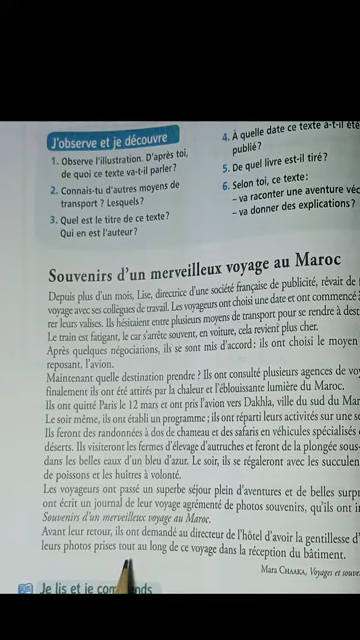 J'observe et je découvre
1. Observe l'illustration. D'après toi,
de quoi ce texte va-t-il parler?
2. Connais-tu d'autres moyens de
transport ? Lesquels?
3. Quel est le titre de ce texte?
Qui en est l'auteur?
4. À quelle date ce texte a-t-il
publié?
5. De quel livre est-il tiré?
6. Selon toi, ce texte:
– va raconter une aventure
– va donner des explications?
Souvenirs d'un merveilleux voyage au Maroc
Depuis plus d'un mois, Lise, directrice d'une société française de publicité, rêvait de
voyage avec ses collègues de travail. Les voyageurs ont choisi une date et ont commencé
rer leurs valises. Ils hésitaient entre plusieurs moyens de transport pour se rendre à
Le train est fatigant, le car s'arrête souvent, en voiture, cela revient plus cher.
Après quelques négociations, ils se sont mis d'accord : ils ont choisi le moyen
reposant, l'avion.
Maintenant quelle destination prendre ? Ils ont consulté plusieurs agences de
finalement ils ont été attirés par la chaleur et l'éblouissante lumière du Maroc.
Ils ont quitté Paris le 12 mars et ont pris l'avion vers Dakhla, ville du sud du
Le soir même, ils ont établi un programme ; ils ont réparti leurs activités sur une
Ils feront des randonnées à dos de chameau et des safaris en véhicules spécialisés
déserts. Ils visiteront les fermes d'élevage d'autruches et feront de la plongée
dans les belles eaux d'un bleu d'azur. Le soir, ils se régaleront avec les
de poissons et les huîtres à volonté.
Les voyageurs ont passé un superbe séjour plein d'aventures et de belles
ont écrit un journal de leur voyage agrémenté de photos souvenirs, qu'ils ont
Souvenirs d'un merveilleux voyage au Maroc.
Avant leur retour, ils ont demandé au directeur de l'hôtel d'avoir la gentillesse
leurs photos prises tout au long de ce voyage dans la réception du bâtiment.
Mara CHAAKA, Voyages et
Je lis et je